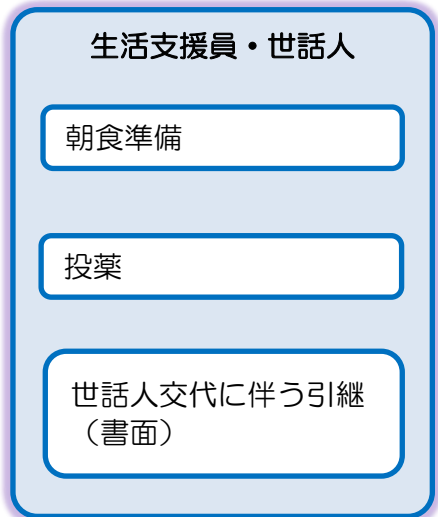 生活支援員・世話人
朝食準備
投薬
世話人交代に伴う引継
（書面）